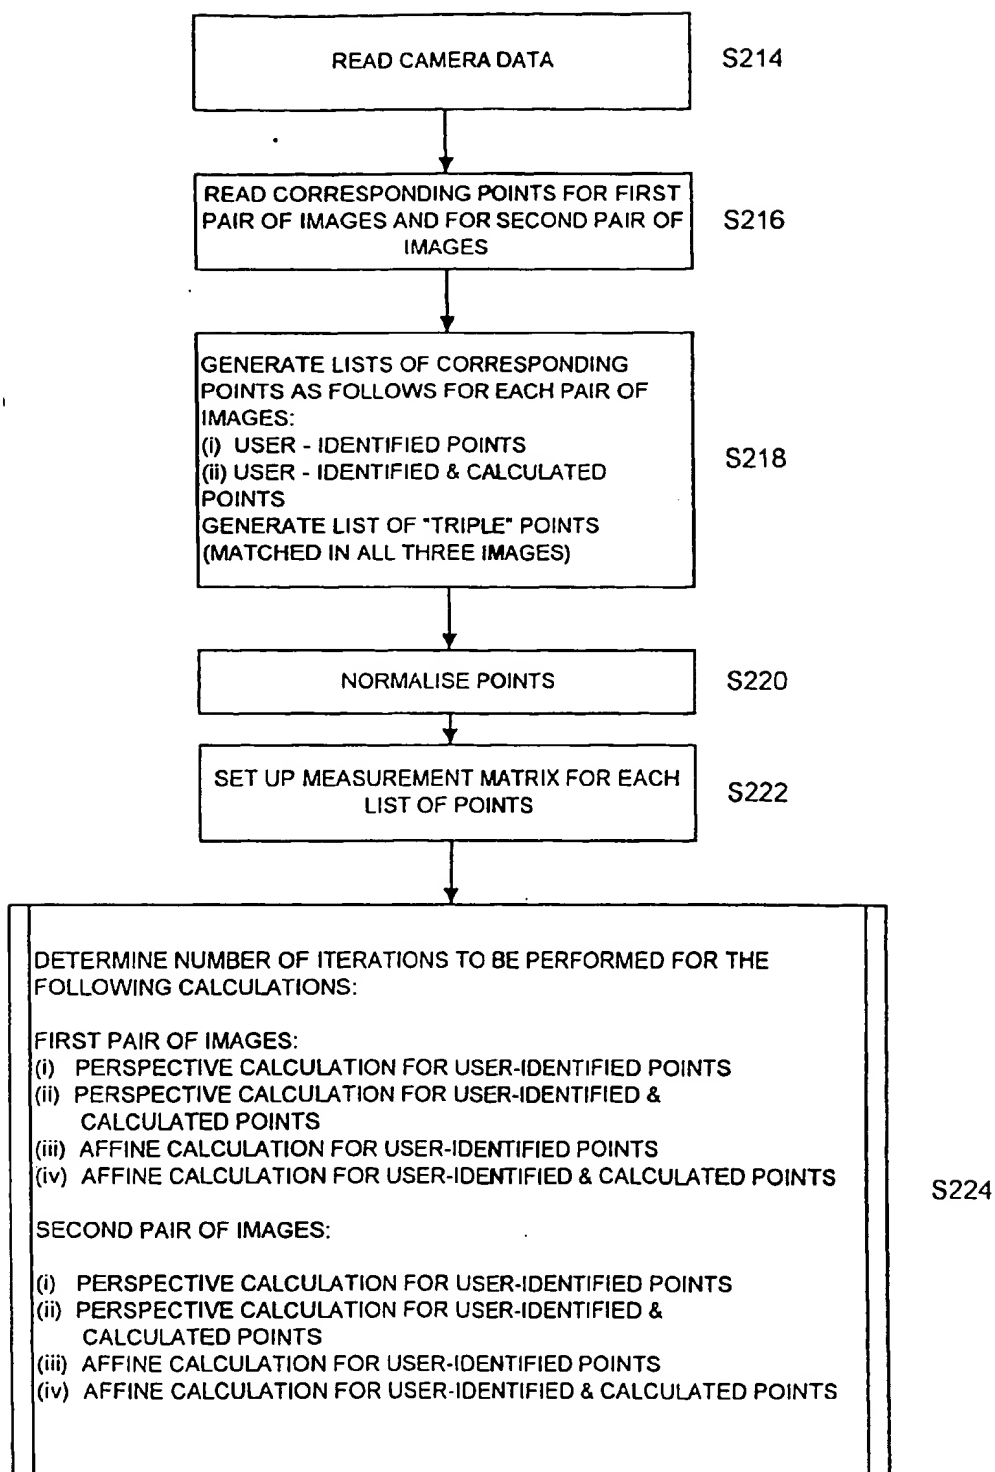 READ CAMERA DATA
S214
READ CORRESPONDING POINTS FOR FIRST
PAIR OF IMAGES AND FOR SECOND PAIR OF
IMAGES
S216
GENERATE LISTS OF CORRESPONDING
POINTS AS FOLLOWS FOR EACH PAIR OF
IMAGES:
(i) USER - IDENTIFIED POINTS
(ii) USER - IDENTIFIED & CALCULATED
POINTS
GENERATE LIST OF "TRIPLE" POINTS
(MATCHED IN ALL THREE IMAGES)
S218
NORMALISE POINTS
S220
SET UP MEASUREMENT MATRIX FOR EACH
LIST OF POINTS
S222
DETERMINE NUMBER OF ITERATIONS TO BE PERFORMED FOR THE
FOLLOWING CALCULATIONS:
FIRST PAIR OF IMAGES:
(i) PERSPECTIVE CALCULATION FOR USER-IDENTIFIED POINTS
(ii) PERSPECTIVE CALCULATION FOR USER-IDENTIFIED &
CALCULATED POINTS
(iii) AFFINE CALCULATION FOR USER-IDENTIFIED POINTS
(iv) AFFINE CALCULATION FOR USER-IDENTIFIED & CALCULATED POINTS
S224
SECOND PAIR OF IMAGES:
(i) PERSPECTIVE CALCULATION FOR USER-IDENTIFIED POINTS
(ii) PERSPECTIVE CALCULATION FOR USER-IDENTIFIED &
CALCULATED POINTS
(iii) AFFINE CALCULATION FOR USER-IDENTIFIED POINTS
(iv) AFFINE CALCULATION FOR USER-IDENTIFIED & CALCULATED POINTS